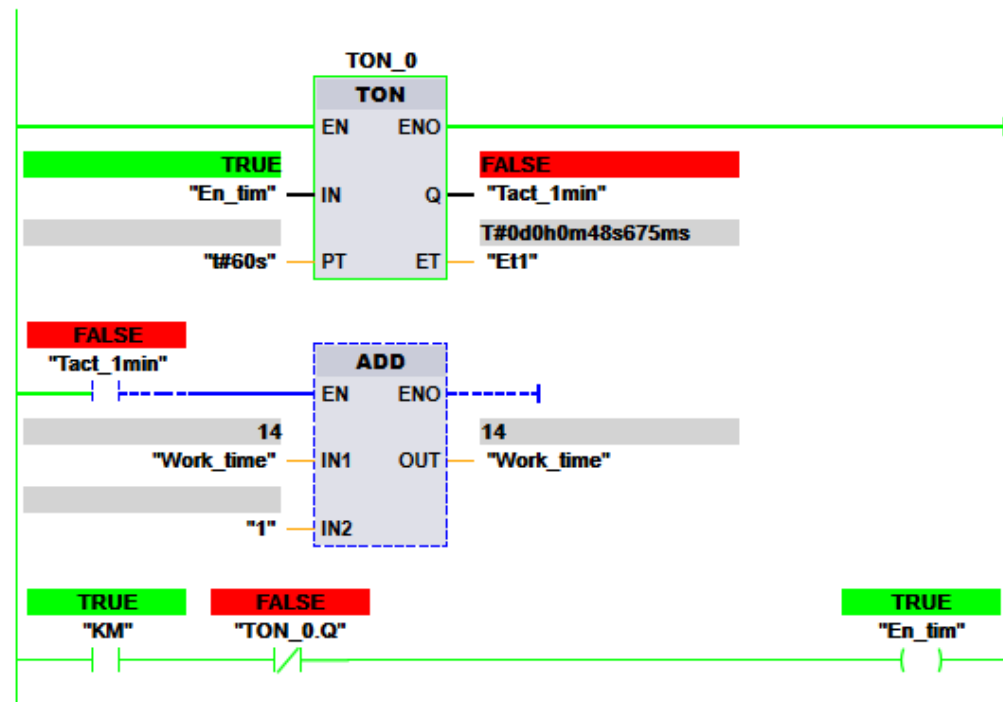 TON_0
TON
EN ENO
TRUE FALSE
"En_tim" IN Q "Tact_1min"
T#0d0h0m48s675ms
"t#60s" PT ET "Et1"
FALSE
"Tact_1min" ADD
EN ENO
14 14
"Work_time" IN1 OUT "Work_time"
"1" IN2
TRUE FALSE TRUE
"KM" "TON_0.Q" "En_tim"